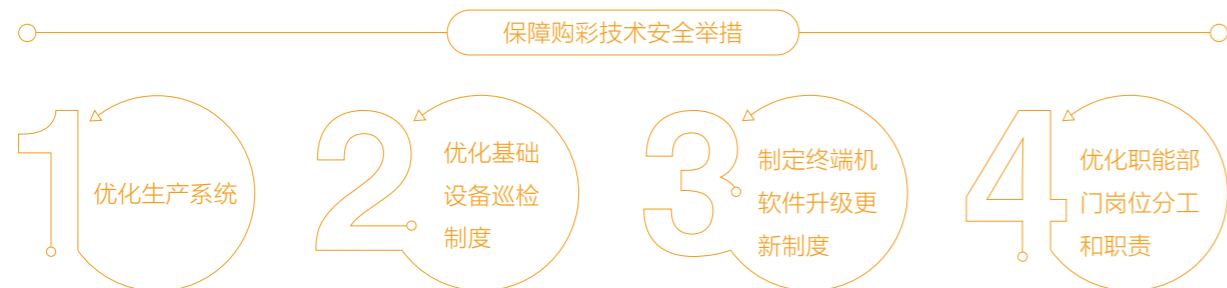 保障购彩技术安全举措
1
优化生产系统
2
优化基础
设备巡检
制度
3
制定终端机
软件升级更
新制度
4
优化职能部
门岗位分工
和职责